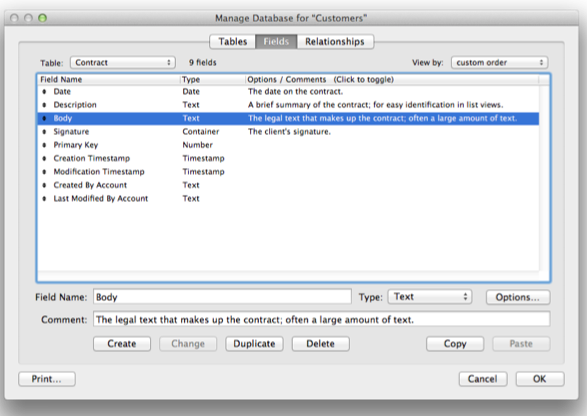 Manage Database for "Customers"
Tables Fields Relationships
Table: Contract 9 fields View by: custom order
Field Name Type Options / Comments (Click to toggle)
Date Date The date on the contract.
Description Text A brief summary of the contract; for easy identification in list views.
Body Text The legal text that makes up the contract; often a large amount of text.
Signature Container The client's signature.
Primary Key Number
Creation Timestamp Timestamp
Modification Timestamp Timestamp
Created By Account Text
Last Modified By Account Text
Field Name: Body Type: Text Options...
Comment: The legal text that makes up the contract; often a large amount of text.
Create Change Duplicate Delete Copy Paste
Print... Cancel OK